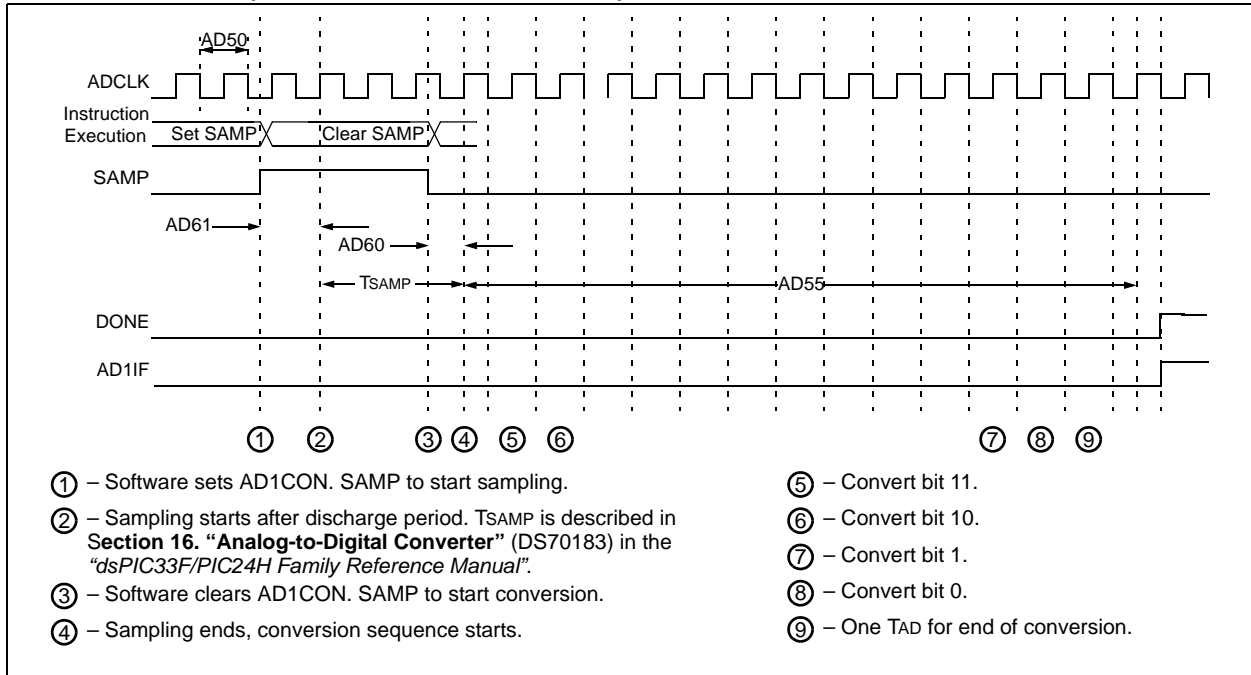 AD50
ADCLK
Instruction
Execution
Set SAMP
Clear SAMP
SAMP
AD61
AD60
TSAMP
AD55
DONE
AD1IF
1 2 3 4 5 6 7 8 9
1 – Software sets AD1CON. SAMP to start sampling.
2 – Sampling starts after discharge period. TSAMP is described in
Section 16. “Analog-to-Digital Converter” (DS70183) in the
“dsPIC33F/PIC24H Family Reference Manual”.
3 – Software clears AD1CON. SAMP to start conversion.
4 – Sampling ends, conversion sequence starts.
5 – Convert bit 11.
6 – Convert bit 10.
7 – Convert bit 1.
8 – Convert bit 0.
9 – One TAD for end of conversion.